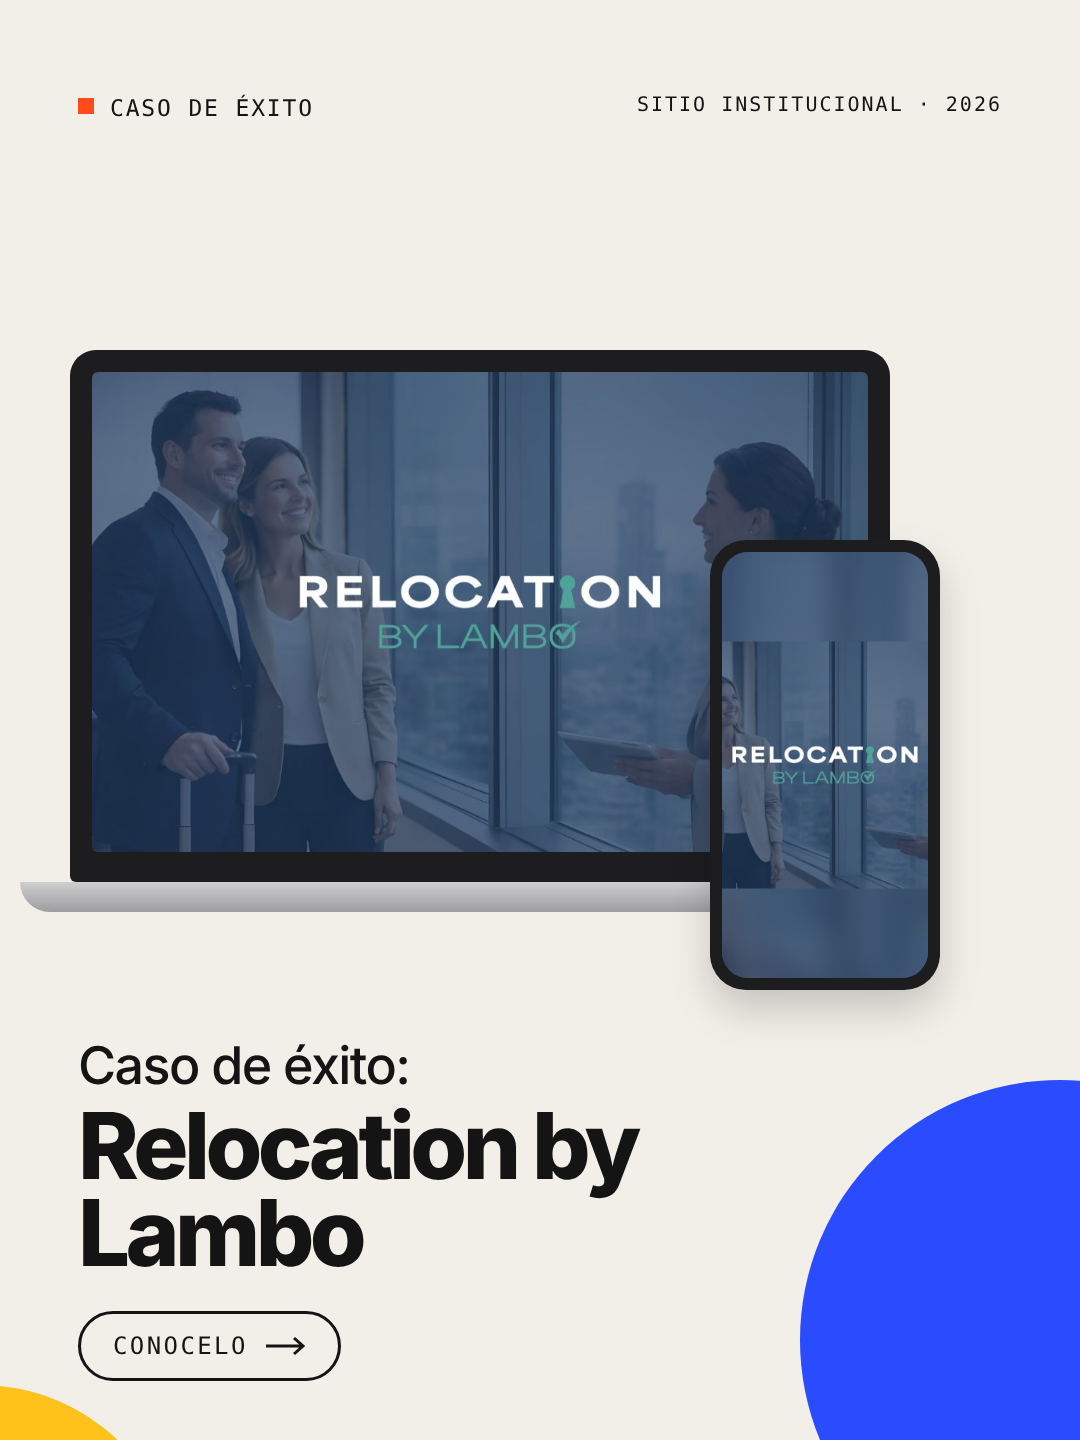 CASO DE ÉXITO
SITIO INSTITUCIONAL · 2026
RELOCATION
BY LAMBO
RELOCATION
BY LAMBO
Caso de éxito:
Relocation by
Lambo
CONOCELO →